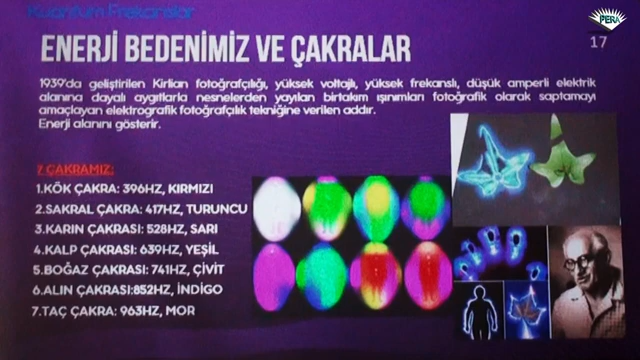 Kuantum Frekanslar
PERA
17
ENERJİ BEDENİMİZ VE ÇAKRALAR
1939'da geliştirilen Kirlian fotoğrafçılığı, yüksek voltajlı, yüksek frekanslı, düşük amperli elektrik
alanına dayalı aygıtlarla nesnelerden yayılan birtakım ışınımları fotoğrafik olarak saptamayı
amaçlayan elektrografik fotoğrafçılık tekniğine verilen addır.
Enerji alanını gösterir.
7 ÇAKRAMIZ;
1.KÖK ÇAKRA: 396HZ, KIRMIZI
2.SAKRAL ÇAKRA: 417HZ, TURUNCU
3.KARIN ÇAKRASI: 528HZ, SARI
4.KALP ÇAKRASI: 639HZ, YEŞİL
5.BOĞAZ ÇAKRASI: 741HZ, ÇİVİT
6.ALIN ÇAKRASI:852HZ, İNDİGO
7.TAÇ ÇAKRA: 963HZ, MOR